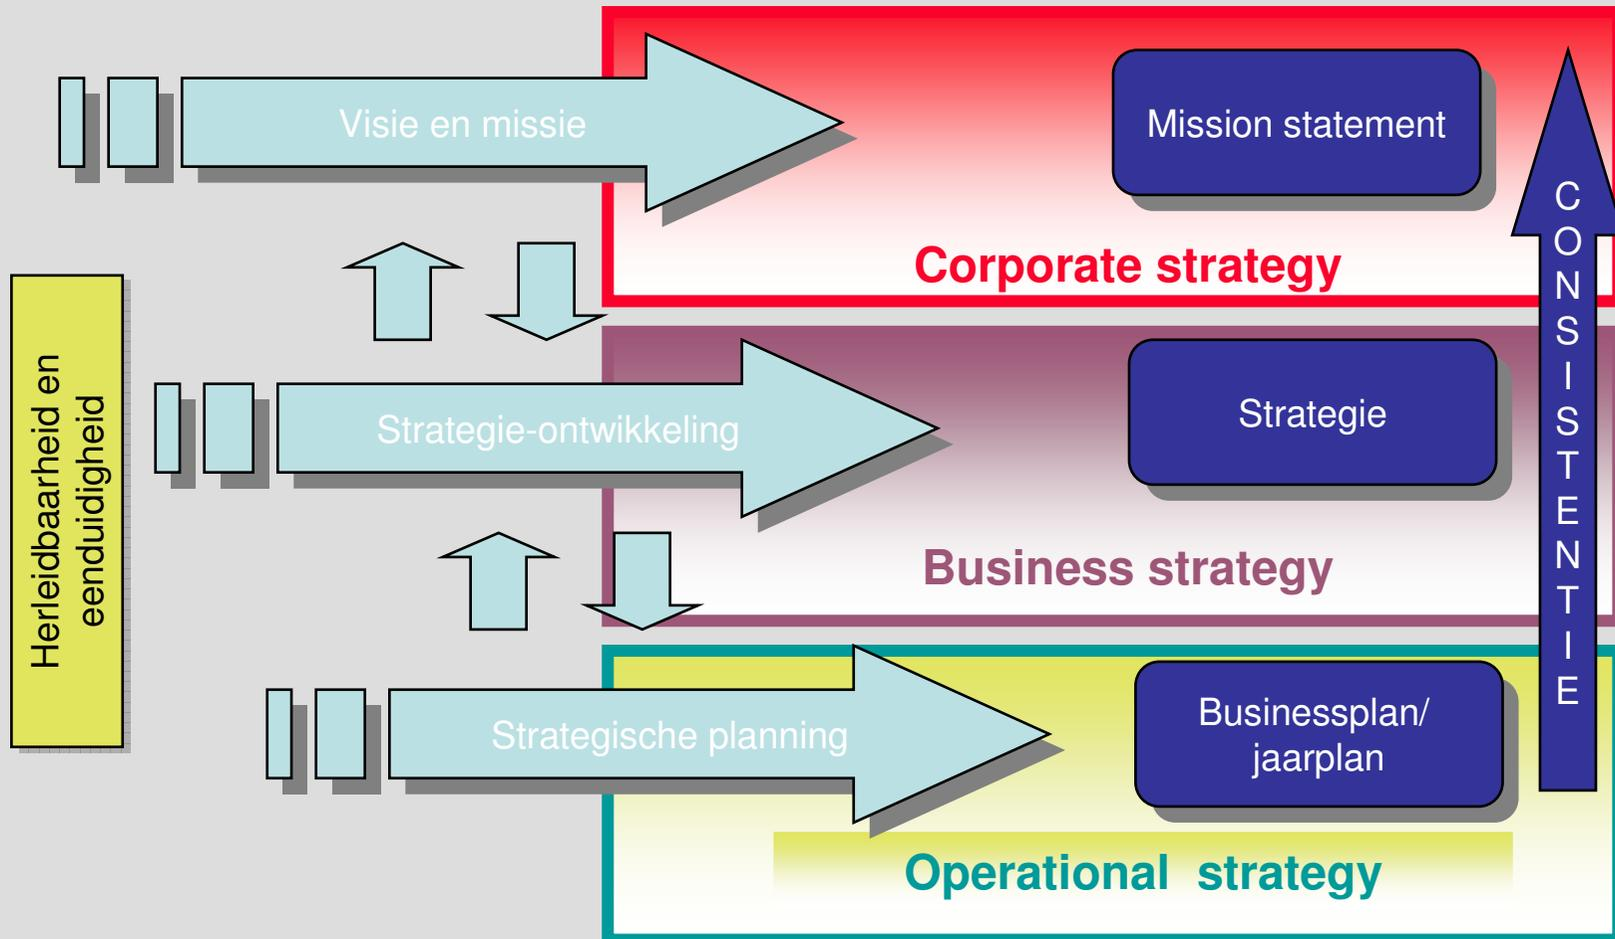 Visie en missie
Mission statement
Corporate strategy
Herleidbaarheid en
eenduidigheid
Strategie-ontwikkeling
Strategie
Business strategy
Strategische planning
Businessplan/
jaarplan
Operational  strategy
C
O
N
S
I
S
T
E
N
T
I
E